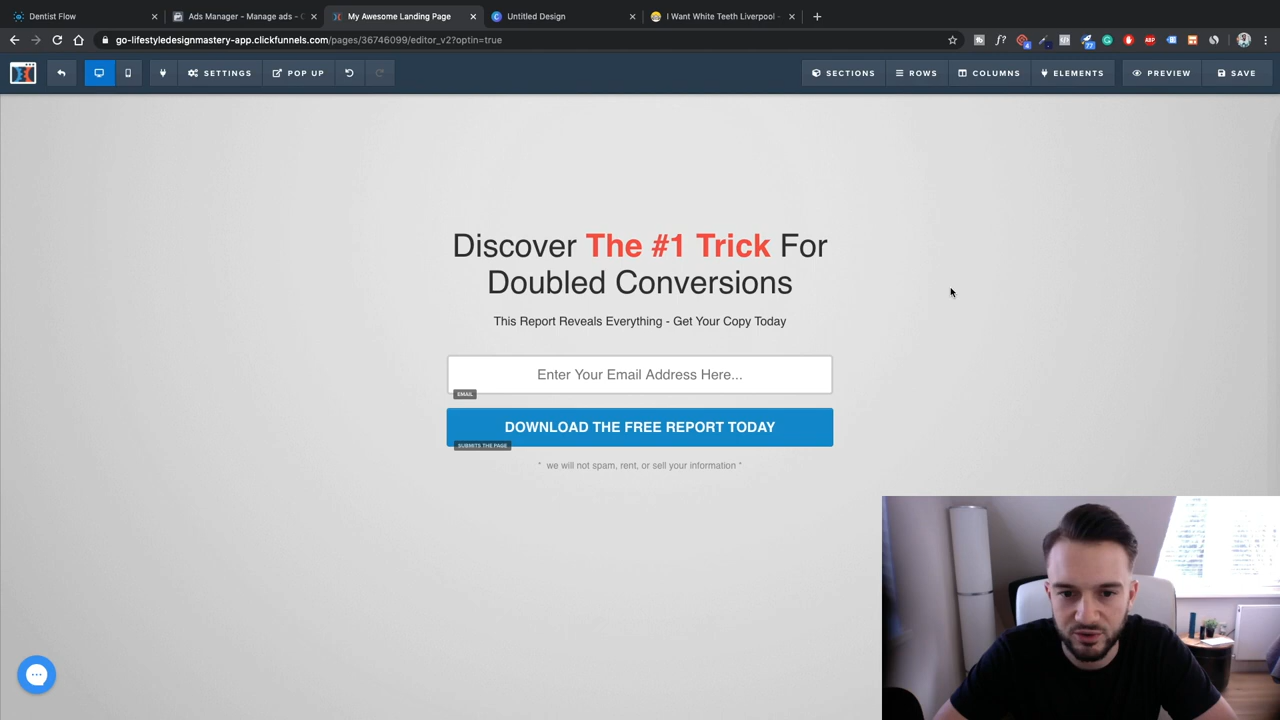 Dentist Flow
Ads Manager - Manage ads - C
My Awesome Landing Page
Untitled Design
I Want White Teeth Liverpool -
go-lifestyledesignmastery-app.clickfunnels.com/pages/36746099/editor_v2?optin=true
SETTINGS
POP UP
SECTIONS
ROWS
COLUMNS
ELEMENTS
PREVIEW
SAVE
Discover The #1 Trick For
Doubled Conversions
This Report Reveals Everything - Get Your Copy Today
Enter Your Email Address Here...
EMAIL
DOWNLOAD THE FREE REPORT TODAY
SUBMITS THE PAGE
* we will not spam, rent, or sell your information *